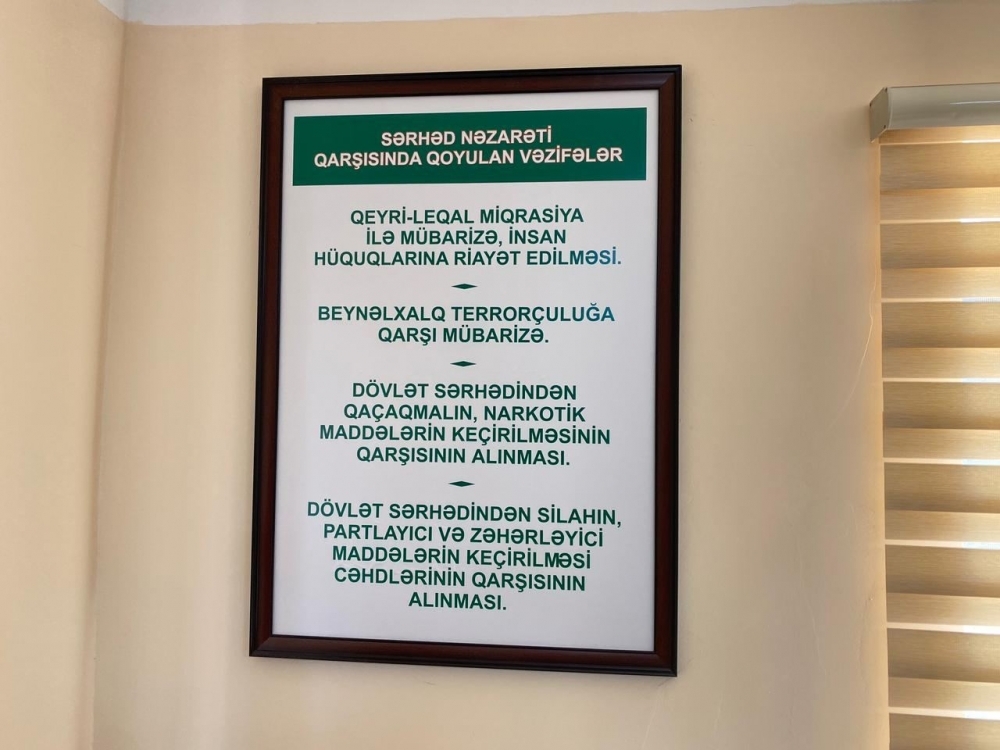 SƏRHƏD NƏZARƏTİ
QARŞISINDA QOYULAN VƏZİFƏLƏR
QEYRİ-LEQAL MİQRASİYA
İLƏ MÜBARİZƏ, İNSAN
HÜQUQLARINA RİAYƏT EDİLMƏSİ.
BEYNƏLXALQ TERRORÇULUĞA
QARŞI MÜBARİZƏ.
DÖVLƏT SƏRHƏDİNDƏN
QAÇAQMALIN, NARKOTİK
MADDƏLƏRİN KEÇİRİLMƏSİNİN
QARŞISININ ALINMASI.
DÖVLƏT SƏRHƏDİNDƏN SİLAHIN,
PARTLAYICI VƏ ZƏHƏRLƏYİCİ
MADDƏLƏRİN KEÇİRİLMƏSİ
CƏHDLƏRİNİN QARŞISININ
ALINMASI.